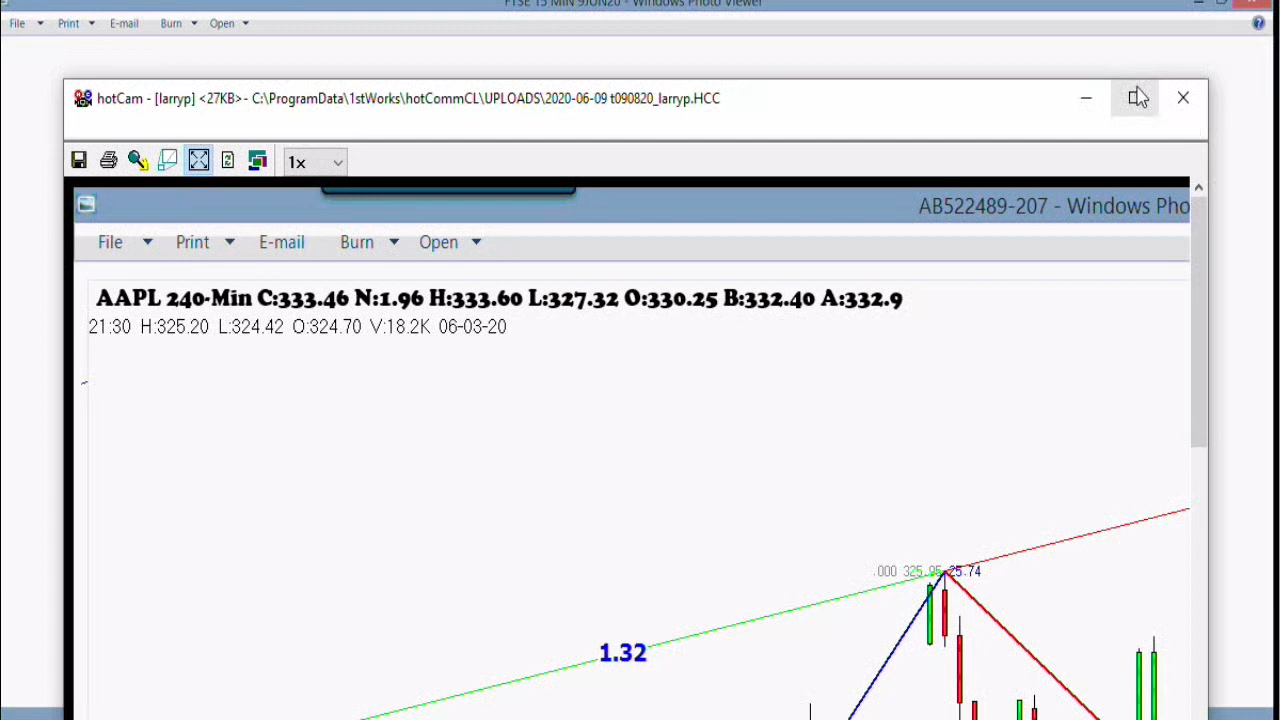 FTSE 15 MIN 9JUN20 - Windows Photo Viewer
File Print E-mail Burn Open
hotCam - [larryp] <27KB>- C:\ProgramData\1stWorks\hotCommCL\UPLOADS\2020-06-09 t090820_larryp.HCC
1x
AB522489-207 - Windows Pho
File Print E-mail Burn Open
AAPL 240-Min C:333.46 N:1.96 H:333.60 L:327.32 O:330.25 B:332.40 A:332.9
21:30 H:325.20 L:324.42 O:324.70 V:18.2K 06-03-20
.000 25.74
1.32